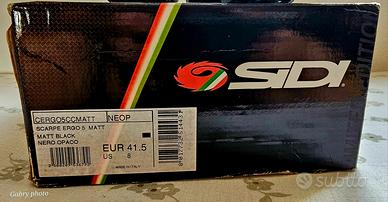 SIDI
CERGO5CCMATT NEOP
SCARPE ERGO 5 MATT
MATT BLACK
NERO OPACO
EUR 41.5
US 8
MADE IN ITALY
subito
Gabry photo